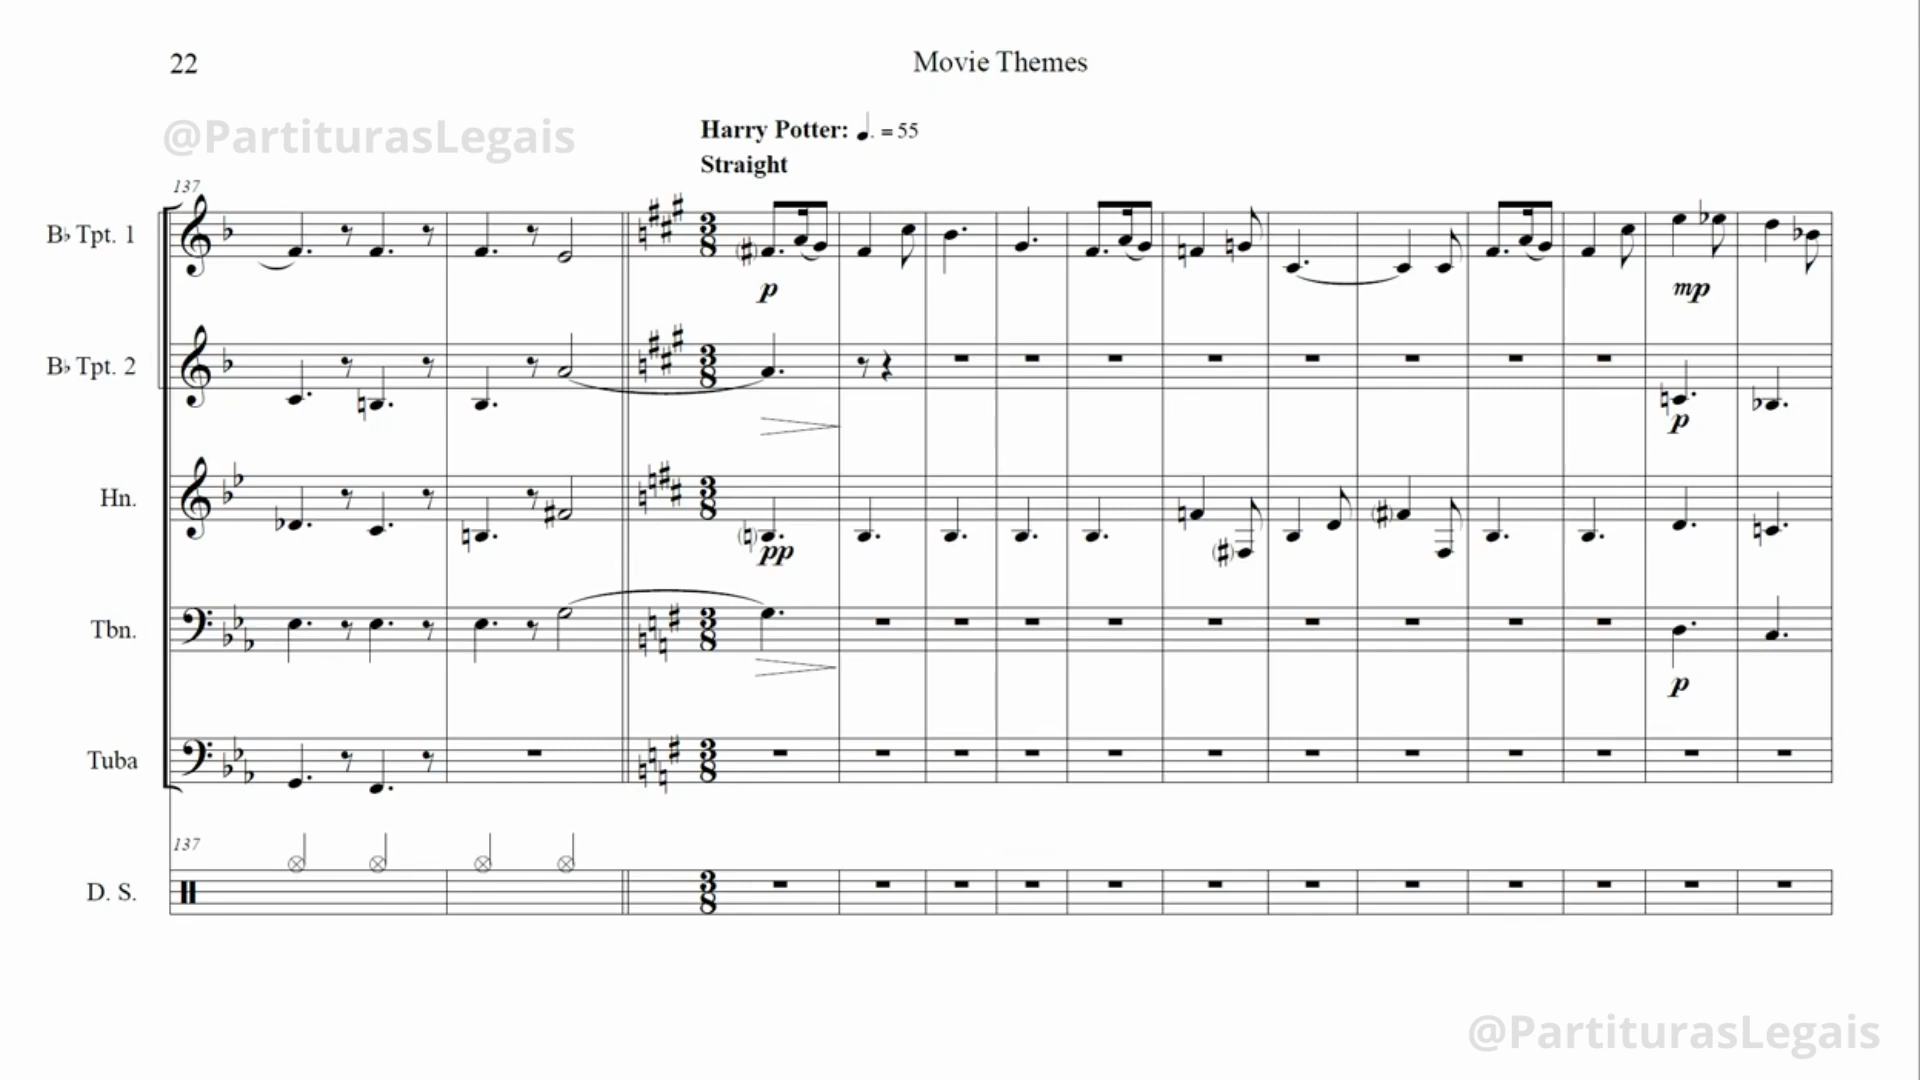 22
Movie Themes
@PartiturasLegais
Harry Potter: ♩. = 55
Straight
137
B♭ Tpt. 1
p
mp
B♭ Tpt. 2
p
Hn.
pp
Tbn.
p
Tuba
137
D. S.
@PartiturasLegais